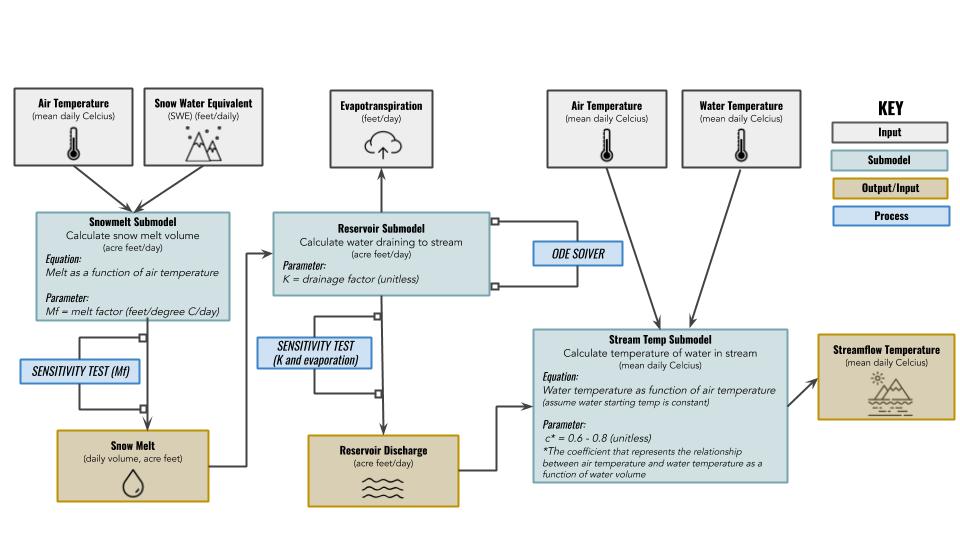 Air Temperature
(mean daily Celcius)
Snow Water Equivalent
(SWE) (feet/daily)
Evapotranspiration
(feet/day)
Air Temperature
(mean daily Celcius)
Water Temperature
(mean daily Celcius)
KEY
Input
Submodel
Output/Input
Process
Snowmelt Submodel
Calculate snow melt volume
(acre feet/day)
Equation:
Melt as a function of air temperature
Parameter:
Mf = melt factor (feet/degree C/day)
Reservoir Submodel
Calculate water draining to stream
(acre feet/day)
Parameter:
K = drainage factor (unitless)
ODE SOlVER
SENSITIVITY TEST (Mf)
SENSITIVITY TEST
(K and evaporation)
Stream Temp Submodel
Calculate temperature of water in stream
(mean daily Celcius)
Equation:
Water temperature as function of air temperature
(assume water starting temp is constant)
Parameter:
c* = 0.6 - 0.8 (unitless)
*The coefficient that represents the relationship
between air temperature and water temperature as a
function of water volume
Streamflow Temperature
(mean daily Celcius)
Snow Melt
(daily volume, acre feet)
Reservoir Discharge
(acre feet/day)